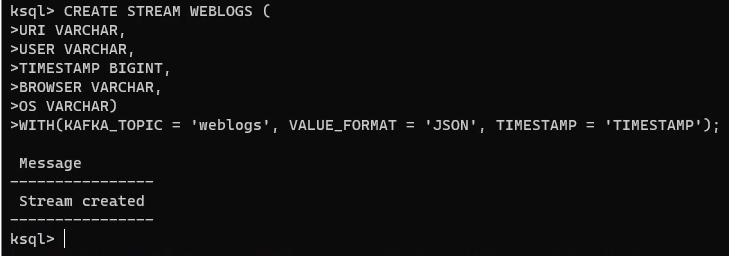 ksql> CREATE STREAM WEBLOGS (
>URI VARCHAR,
>USER VARCHAR,
>TIMESTAMP BIGINT,
>BROWSER VARCHAR,
>OS VARCHAR)
>WITH(KAFKA_TOPIC = 'weblogs', VALUE_FORMAT = 'JSON', TIMESTAMP = 'TIMESTAMP');
Message
----------------
Stream created
----------------
ksql>